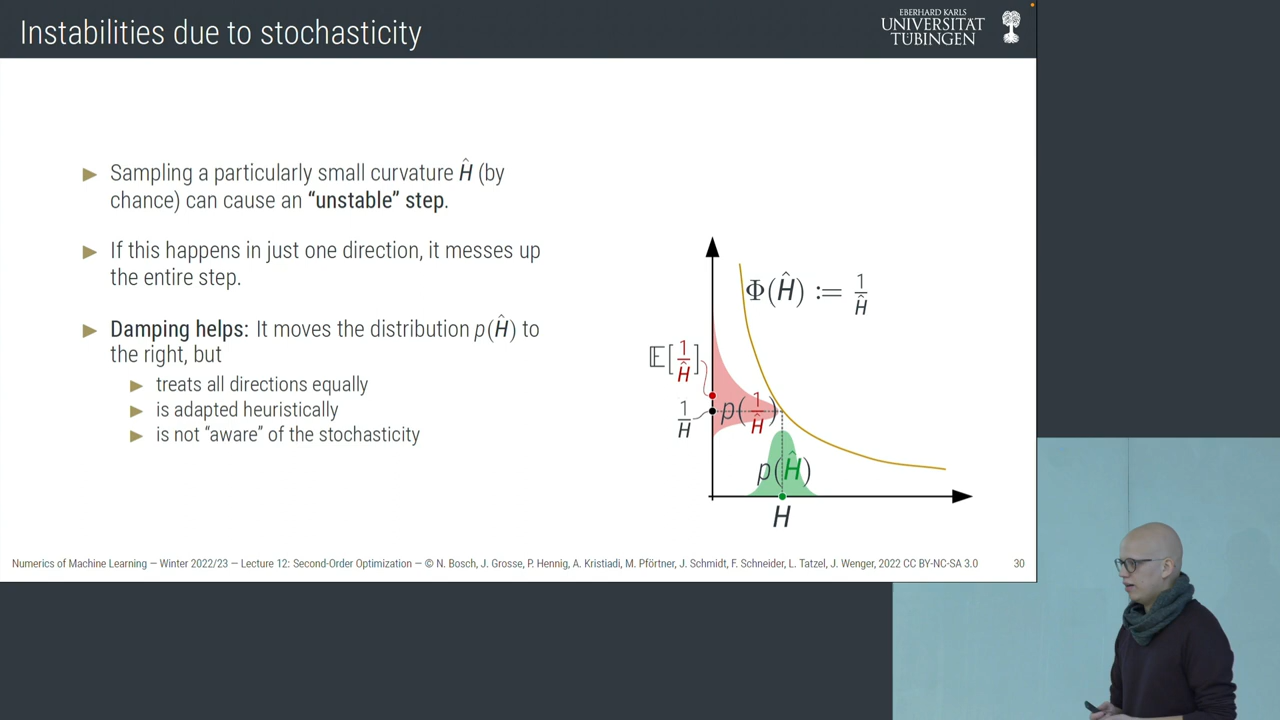 Instabilities due to stochasticity
EBERHARD KARLS
UNIVERSITÄT
TÜBINGEN
▶ Sampling a particularly small curvature Ĥ (by
chance) can cause an “unstable” step.
▶ If this happens in just one direction, it messes up
the entire step.
▶ Damping helps: It moves the distribution p(Ĥ) to
the right, but
▶ treats all directions equally
▶ is adapted heuristically
▶ is not “aware” of the stochasticity
Φ(Ĥ) := 1/Ĥ
𝔼[1/Ĥ]
1/H
p(1/Ĥ)
p(Ĥ)
H
Numerics of Machine Learning — Winter 2022/23 — Lecture 12: Second-Order Optimization — © N. Bosch, J. Grosse, P. Hennig, A. Kristiadi, M. Pförtner, J. Schmidt, F. Schneider, L. Tatzel, J. Wenger, 2022 CC BY-NC-SA 3.0
30